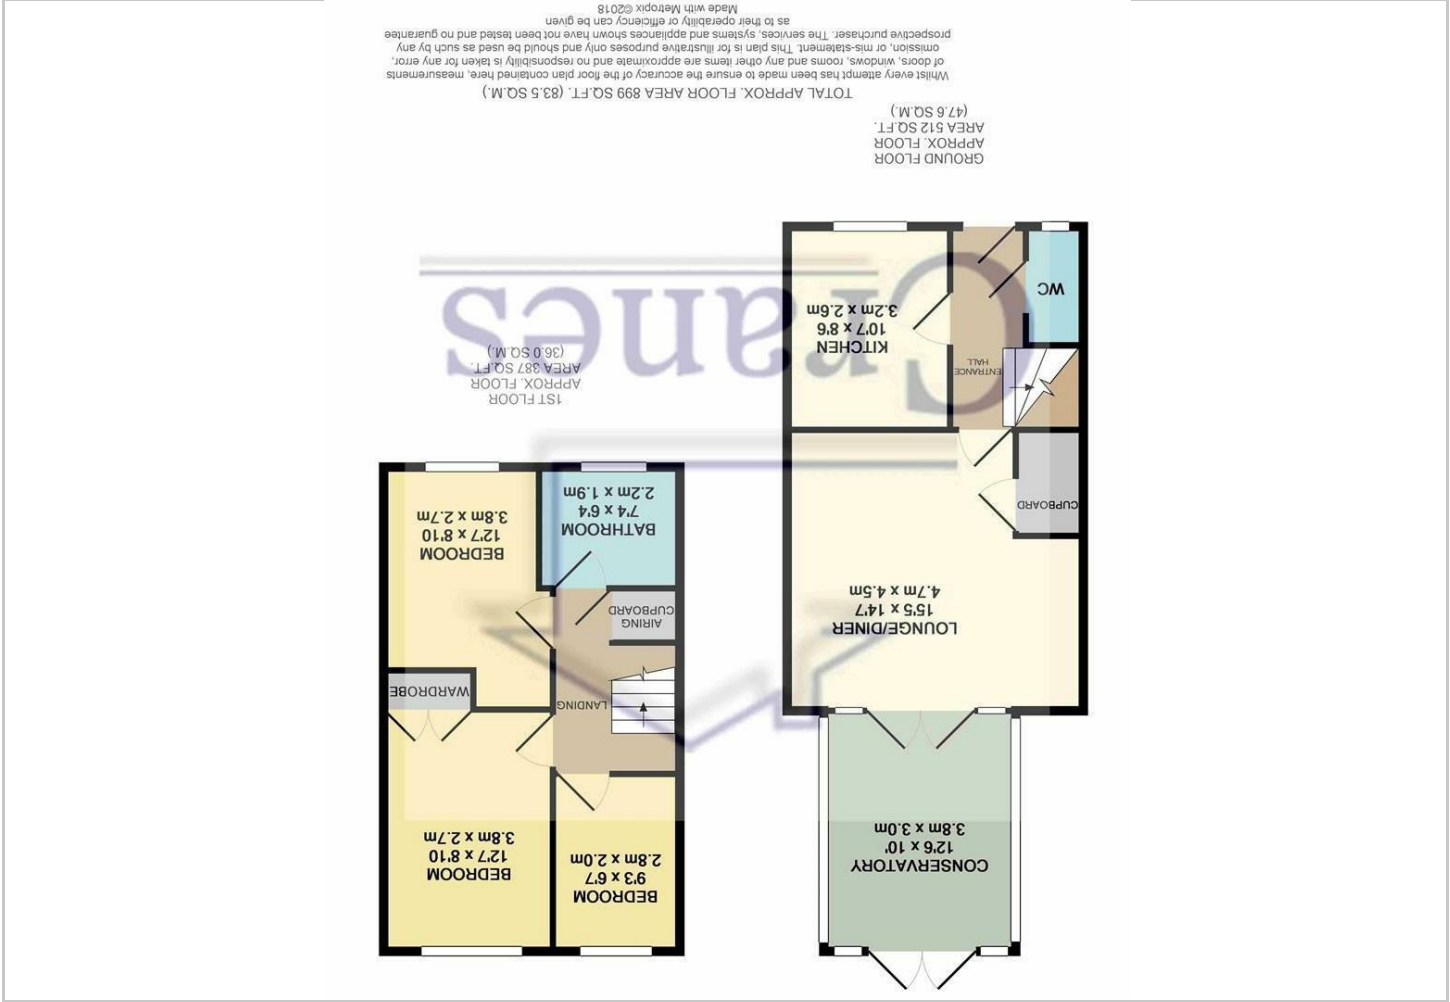 CONSERVATORY
12'6 x 10'
3.8m x 3.0m
LOUNGE/DINER
15'5 x 14'7
4.7m x 4.5m
CUPBOARD
ENTRANCE
HALL
KITCHEN
10'7 x 8'6
3.2m x 2.6m
WC
GROUND FLOOR
APPROX. FLOOR
AREA 512 SQ.FT.
(47.6 SQ.M.)
BEDROOM
9'3 x 6'7
2.8m x 2.0m
BEDROOM
12'7 x 8'10
3.8m x 2.7m
LANDING
WARDROBE
AIRING
CUPBOARD
BEDROOM
12'7 x 8'10
3.8m x 2.7m
BATHROOM
7'4 x 6'4
2.2m x 1.9m
1ST FLOOR
APPROX. FLOOR
AREA 387 SQ.FT.
(36.0 SQ.M.)
Cranes
TOTAL APPROX. FLOOR AREA 899 SQ.FT. (83.5 SQ.M.)
Whilst every attempt has been made to ensure the accuracy of the floor plan contained here, measurements
of doors, windows, rooms and any other items are approximate and no responsibility is taken for any error,
omission, or mis-statement. This plan is for illustrative purposes only and should be used as such by any
prospective purchaser. The services, systems and appliances shown have not been tested and no guarantee
as to their operability or efficiency can be given
Made with Metropix ©2018